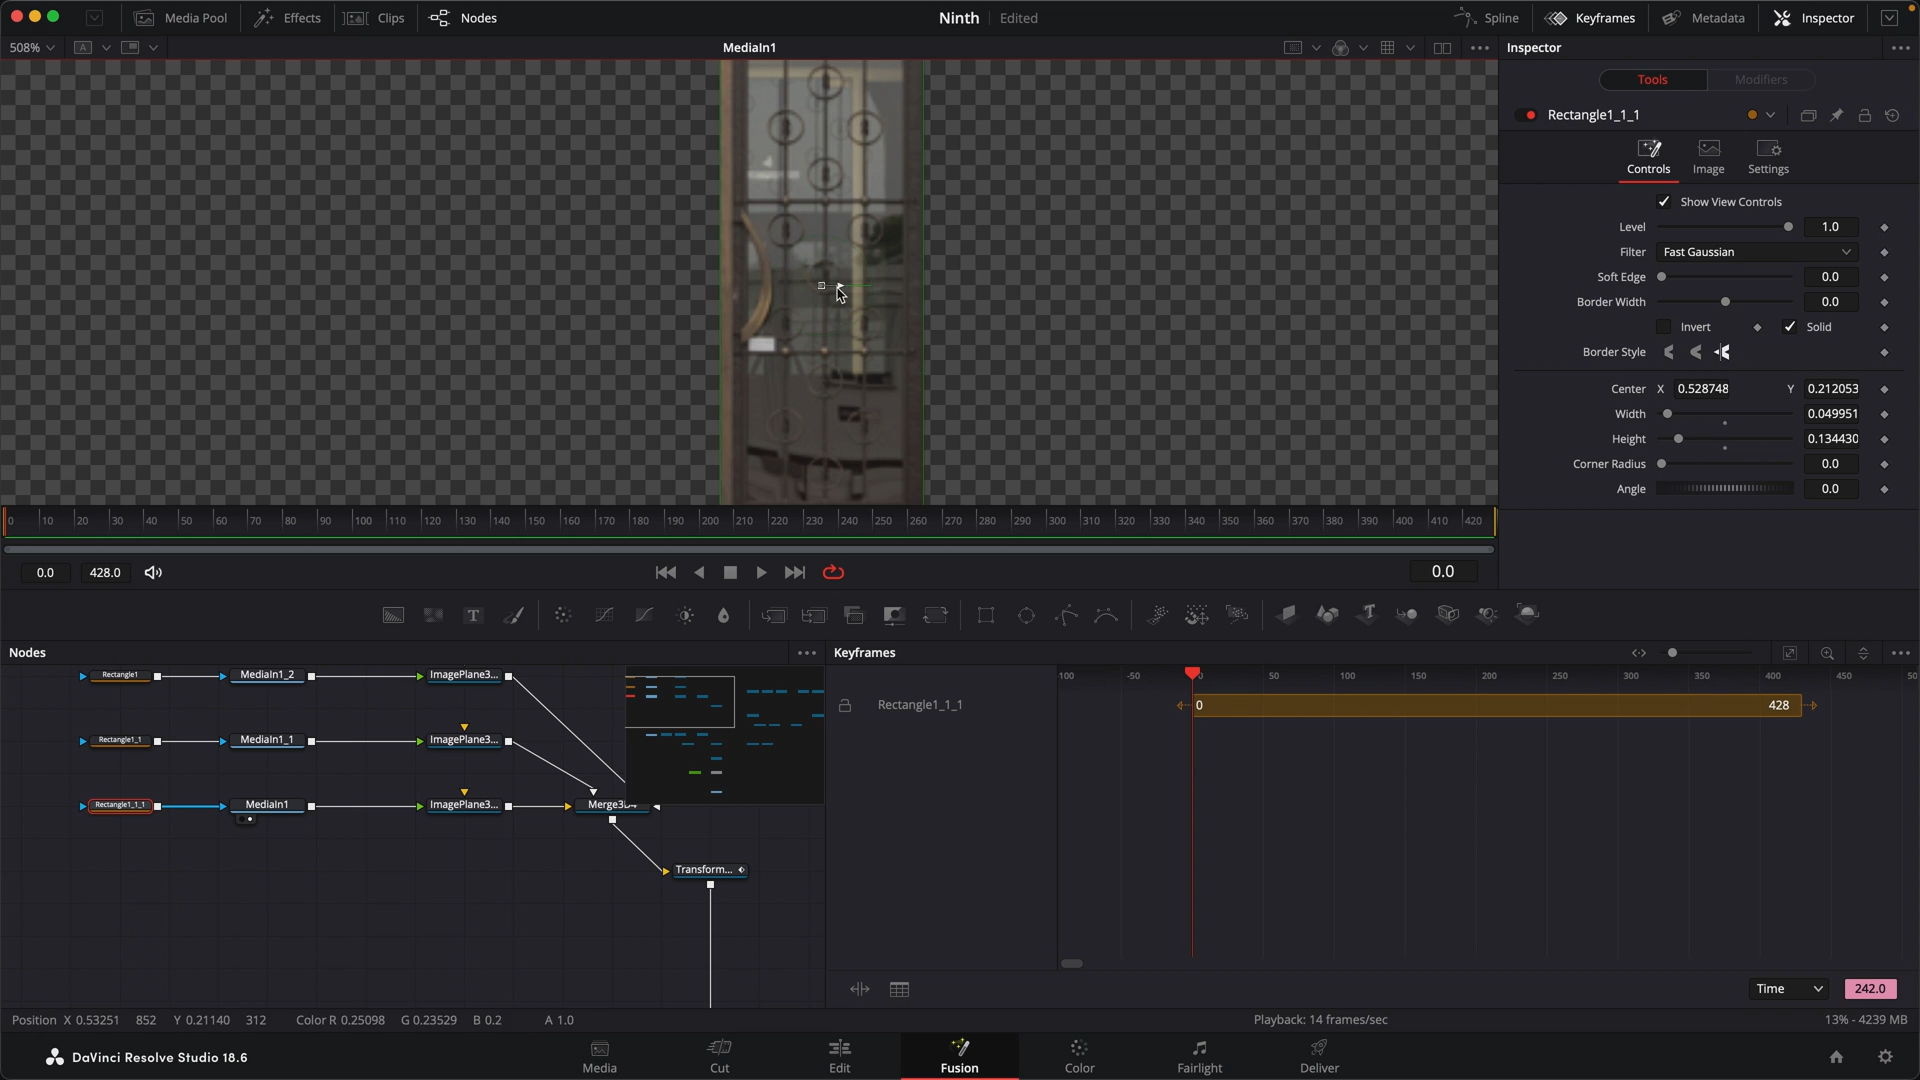 Media Pool
Effects
Clips
Nodes
Ninth
Edited
Spline
Keyframes
Metadata
Inspector
508%
A
MediaIn1
Inspector
Tools
Modifiers
Rectangle1_1_1
Controls
Image
Settings
Show View Controls
Level
1.0
Filter
Fast Gaussian
Soft Edge
0.0
Border Width
0.0
Invert
Solid
Border Style
Center X 0.528748 Y 0.212053
Width
0.049951
Height
0.134430
Corner Radius
0.0
Angle
0.0
0 10 20 30 40 50 60 70 80 90 100 110 120 130 140 150 160 170 180 190 200 210 220 230 240 250 260 270 280 290 300 310 320 330 340 350 360 370 380 390 400 410 420
0.0
428.0
0.0
Nodes
Keyframes
Rectangle1
MediaIn1_2
ImagePlane3...
Rectangle1_1
MediaIn1_1
ImagePlane3...
Rectangle1_1_1
MediaIn1
ImagePlane3...
Merge3D4
Transform...
-100 -50 0 50 100 150 200 250 300 350 400 450 50
Rectangle1_1_1
0
428
Time
242.0
Position X 0.53251 852 Y 0.21140 312 Color R 0.25098 G 0.23529 B 0.2 A 1.0
Playback: 14 frames/sec
13% - 4239 MB
DaVinci Resolve Studio 18.6
Media
Cut
Edit
Fusion
Color
Fairlight
Deliver